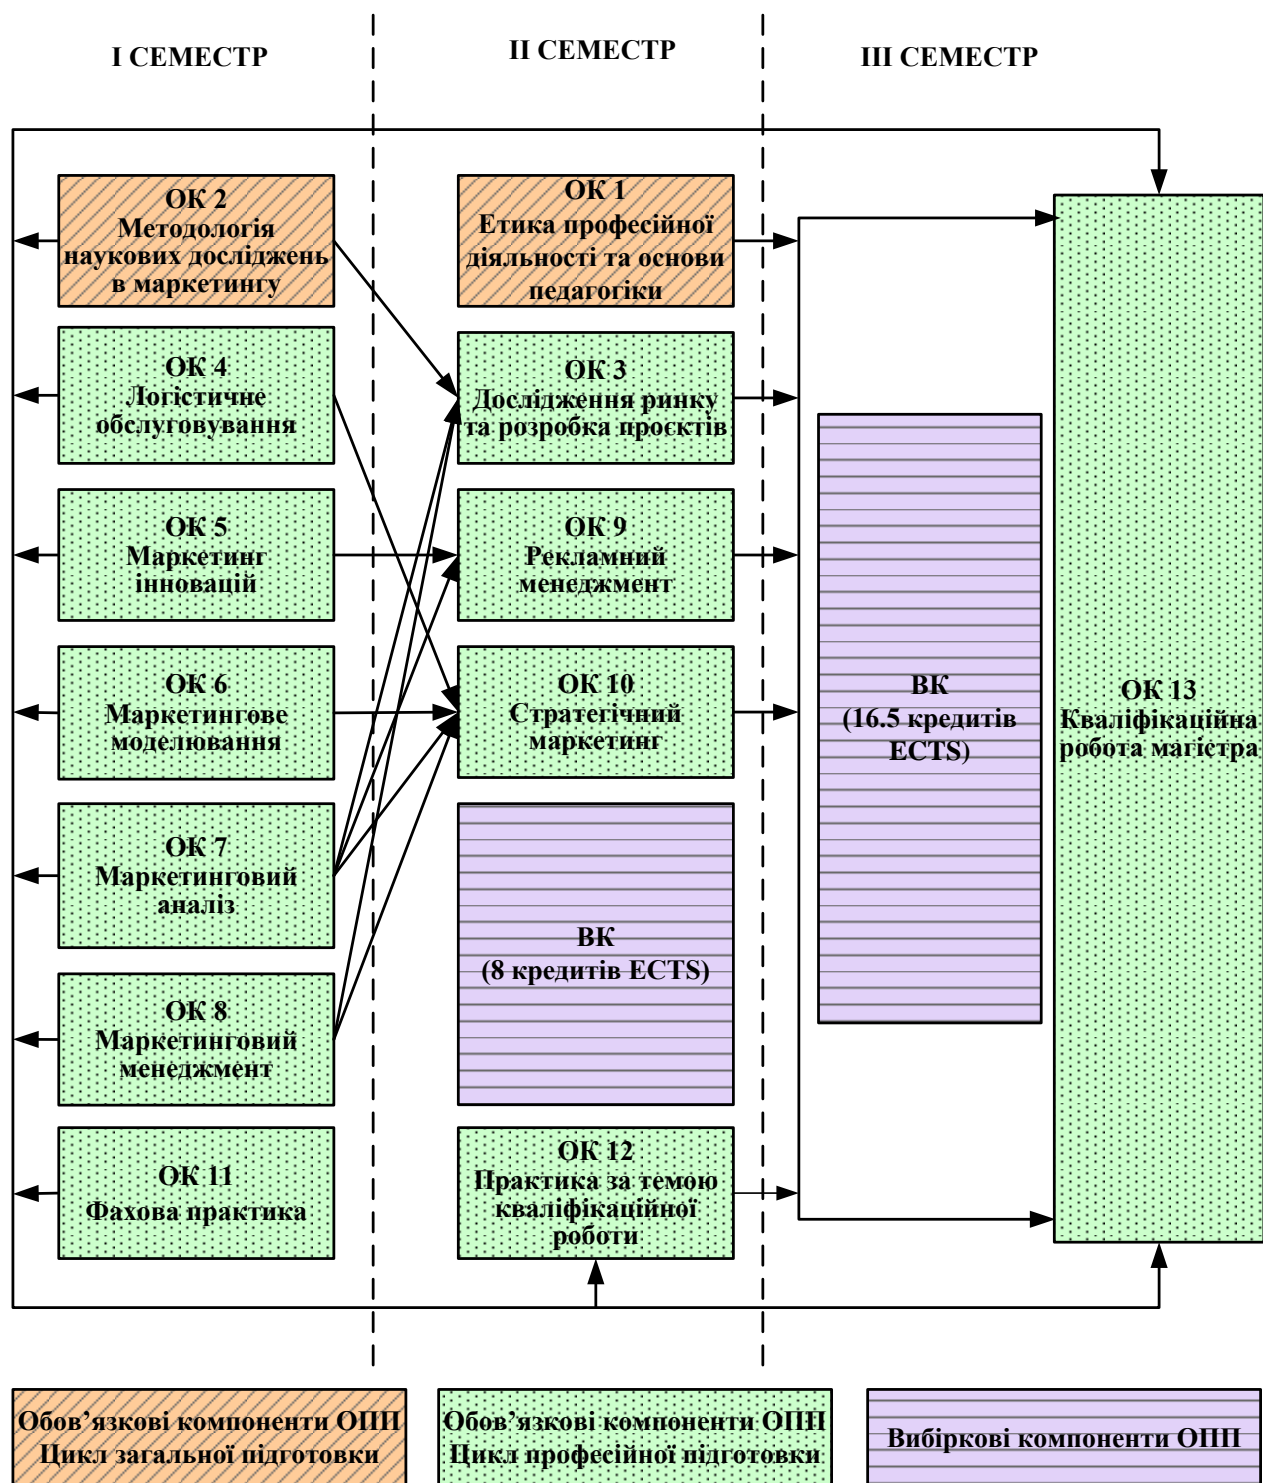 І СЕМЕСТР
ІІ СЕМЕСТР
ІІІ СЕМЕСТР
ОК 2
Методологія
наукових досліджень
в маркетингу
ОК 4
Логістичне
обслуговування
ОК 5
Маркетинг
інновацій
ОК 6
Маркетингове
моделювання
ОК 7
Маркетинговий
аналіз
ОК 8
Маркетинговий
менеджмент
ОК 11
Фахова практика
ОК 1
Етика професійної
діяльності та основи
педагогіки
ОК 3
Дослідження ринку
та розробка проєктів
ОК 9
Рекламний
менеджмент
ОК 10
Стратегічний
маркетинг
ВК
(8 кредитів ECTS)
ОК 12
Практика за темою
кваліфікаційної
роботи
ВК
(16.5 кредитів
ECTS)
ОК 13
Кваліфікаційна
робота магістра
Обов’язкові компоненти ОПП
Цикл загальної підготовки
Обов’язкові компоненти ОПП
Цикл професійної підготовки
Вибіркові компоненти ОПП